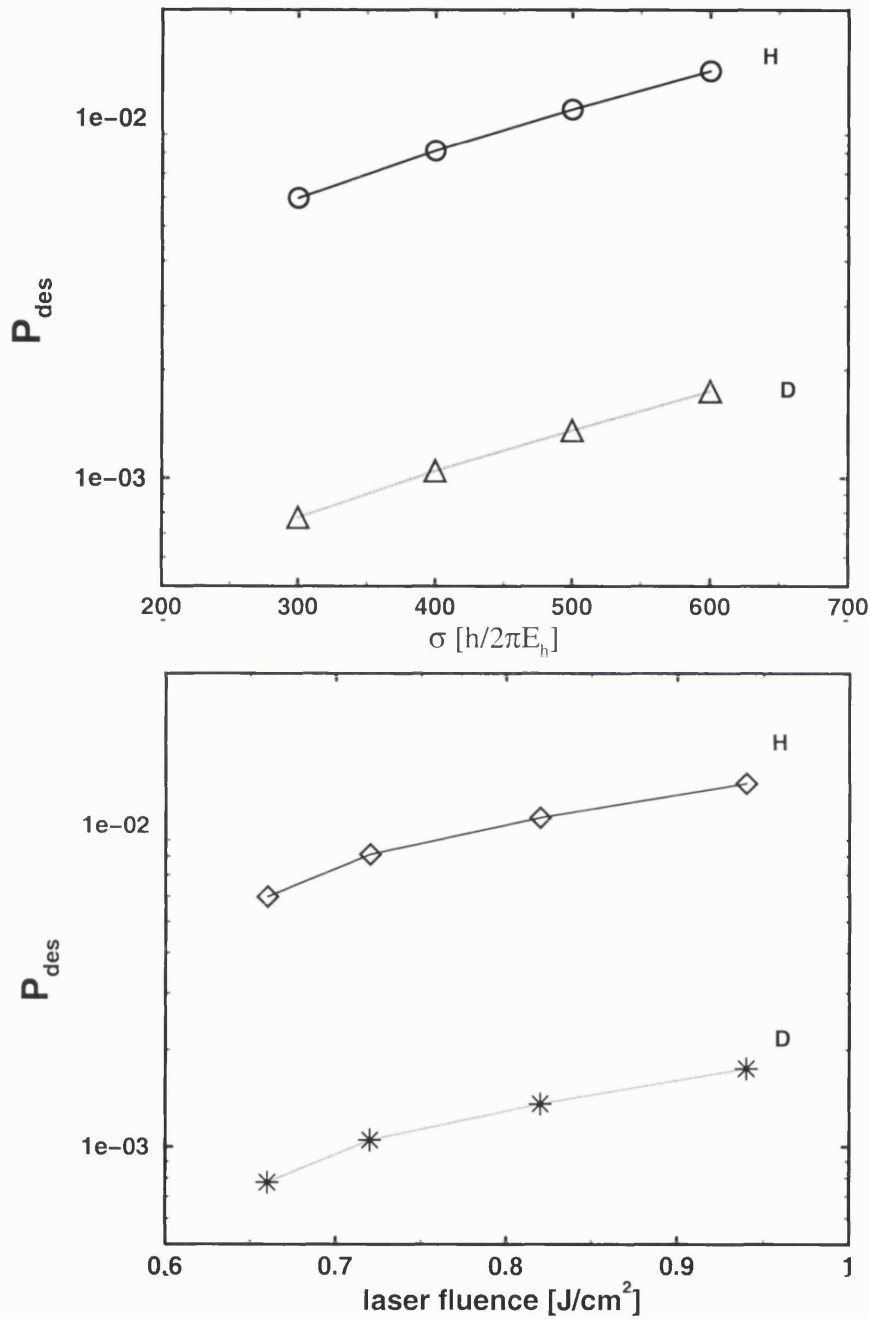 H
1e−02
P_des
D
1e−03
200 300 400 500 600 700
σ [h/2πE_h]
H
1e−02
P_des
D
1e−03
0.6 0.7 0.8 0.9 1
laser fluence [J/cm²]